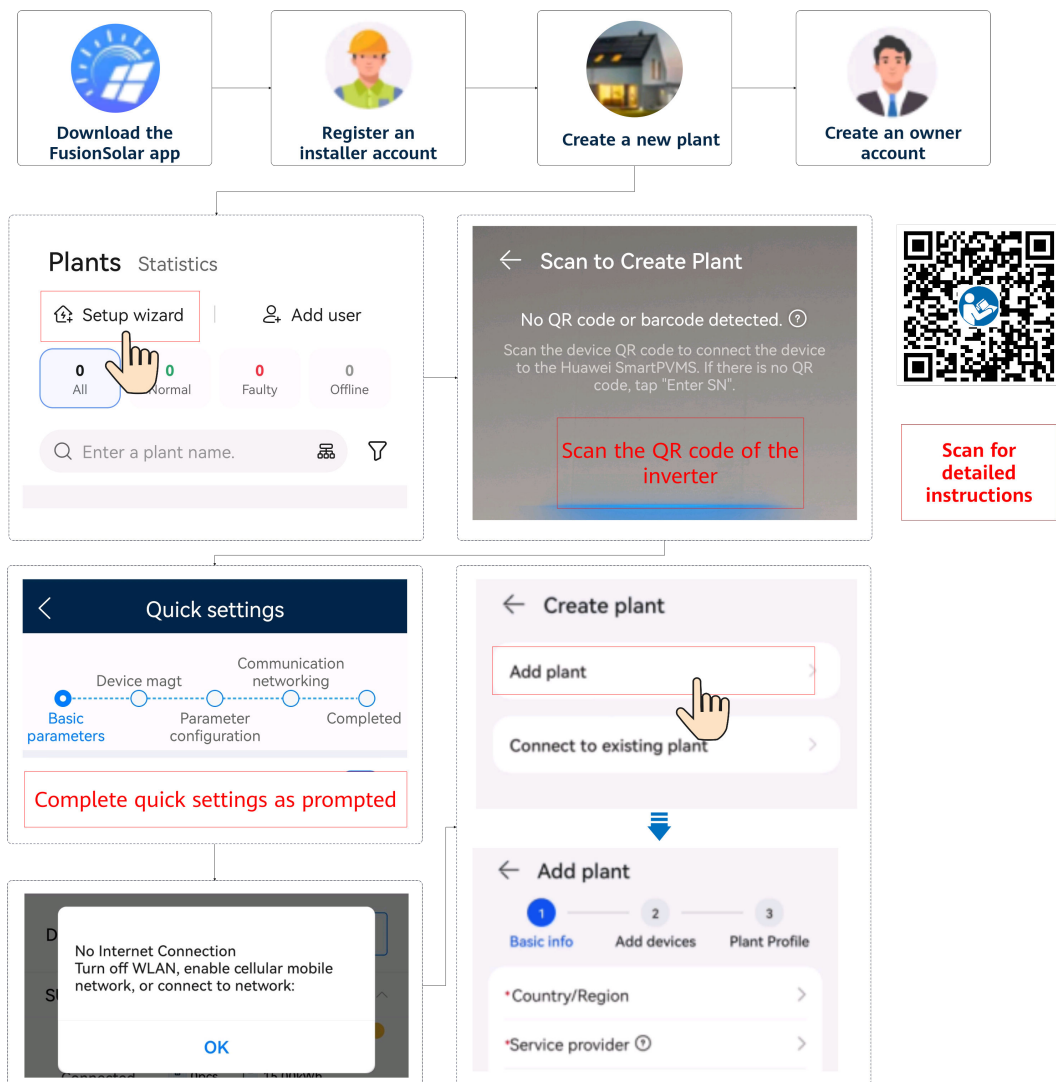 Download the
FusionSolar app
Register an
installer account
Create a new plant
Create an owner
account
Plants Statistics
Setup wizard
Add user
0
All
0
Normal
0
Faulty
0
Offline
Enter a plant name.
Scan to Create Plant
No QR code or barcode detected.
Scan the device QR code to connect the device
to the Huawei SmartPVMS. If there is no QR
code, tap "Enter SN".
Scan the QR code of the
inverter
Scan for
detailed
instructions
Quick settings
Basic
parameters
Device magt
Parameter
configuration
Communication
networking
Completed
Complete quick settings as prompted
No Internet Connection
Turn off WLAN, enable cellular mobile
network, or connect to network:
OK
Create plant
Add plant
Connect to existing plant
Add plant
1
Basic info
2
Add devices
3
Plant Profile
*Country/Region
*Service provider